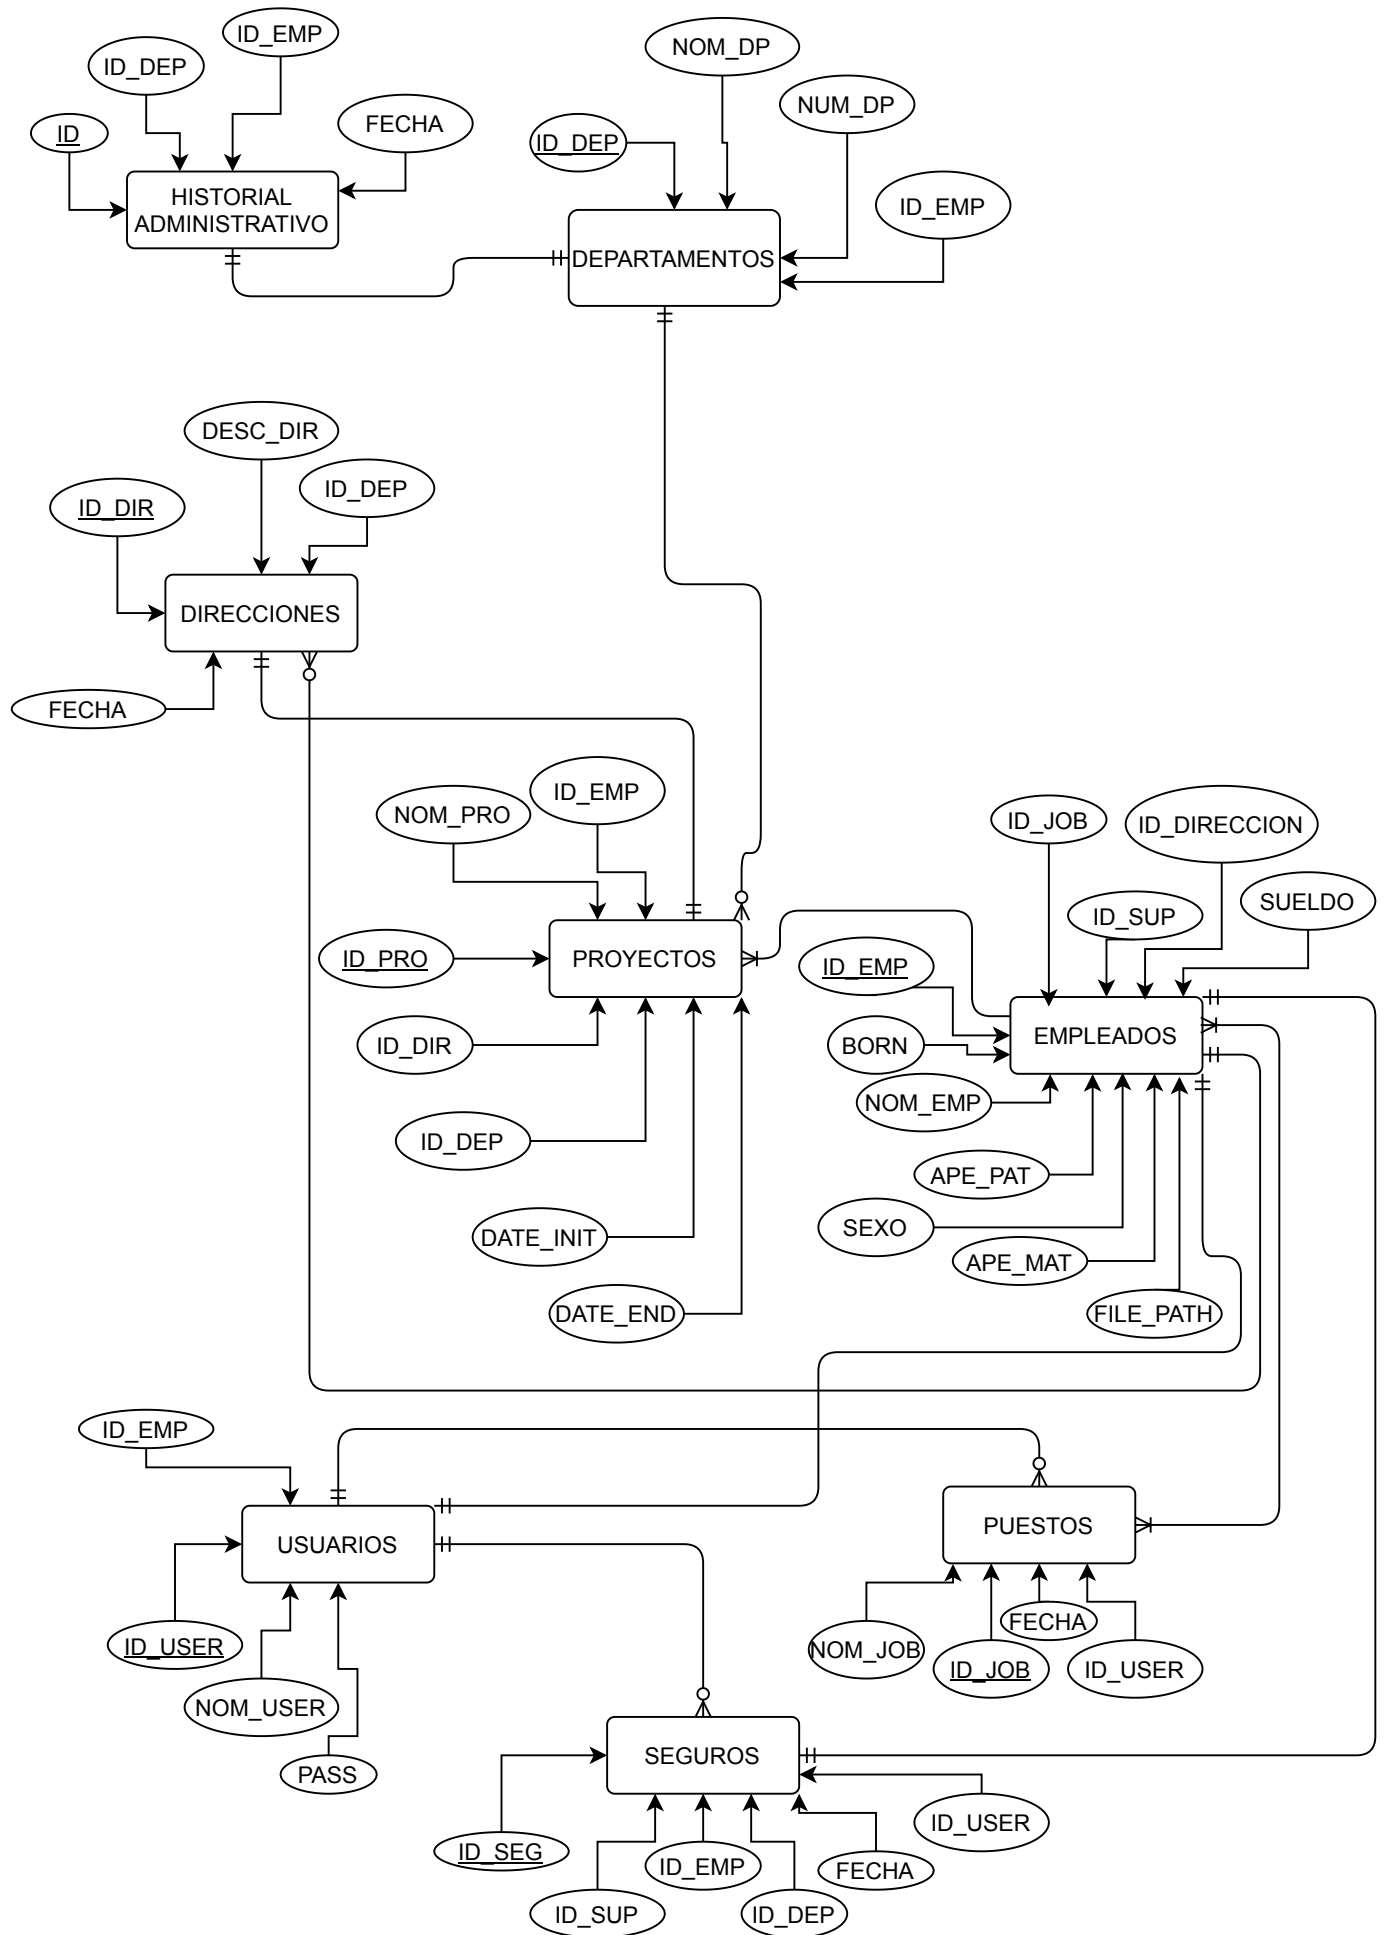 ID_EMP
NOM_DP
ID_DEP
NUM_DP
FECHA
ID
ID_DEP
HISTORIAL
ADMINISTRATIVO
ID_EMP
DEPARTAMENTOS
DESC_DIR
ID_DEP
ID_DIR
DIRECCIONES
FECHA
ID_EMP
NOM_PRO
ID_JOB
ID_DIRECCION
SUELDO
ID_SUP
ID_PRO
PROYECTOS
ID_EMP
EMPLEADOS
ID_DIR
BORN
NOM_EMP
ID_DEP
APE_PAT
SEXO
DATE_INIT
APE_MAT
DATE_END
FILE_PATH
ID_EMP
PUESTOS
USUARIOS
FECHA
ID_USER
NOM_JOB
ID_JOB
ID_USER
NOM_USER
SEGUROS
PASS
ID_USER
ID_SEG
ID_EMP
FECHA
ID_SUP
ID_DEP